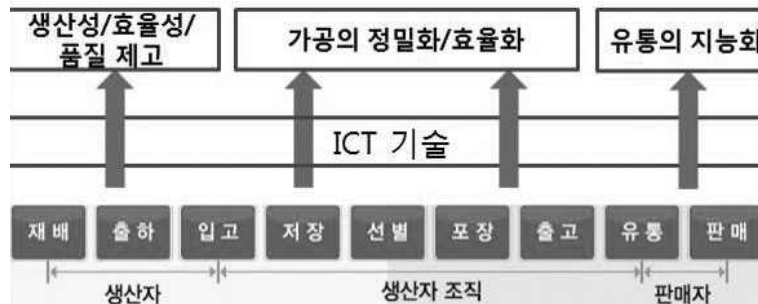 생산성/효율성/
품질 제고
가공의 정밀화/효율화
유통의 지능화
ICT 기술
재 배
출 하
입 고
저 장
선 별
포 장
출 고
유 통
판 매
생산자
생산자 조직
판매자